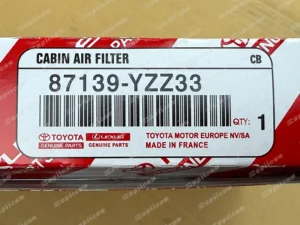 CABIN AIR FILTER CB
87139-YZZ33
QTY: 1
TOYOTA LEXUS TOYOTA MOTOR EUROPE NV/SA
GENUINE PARTS GENUINE PARTS MADE IN FRANCE